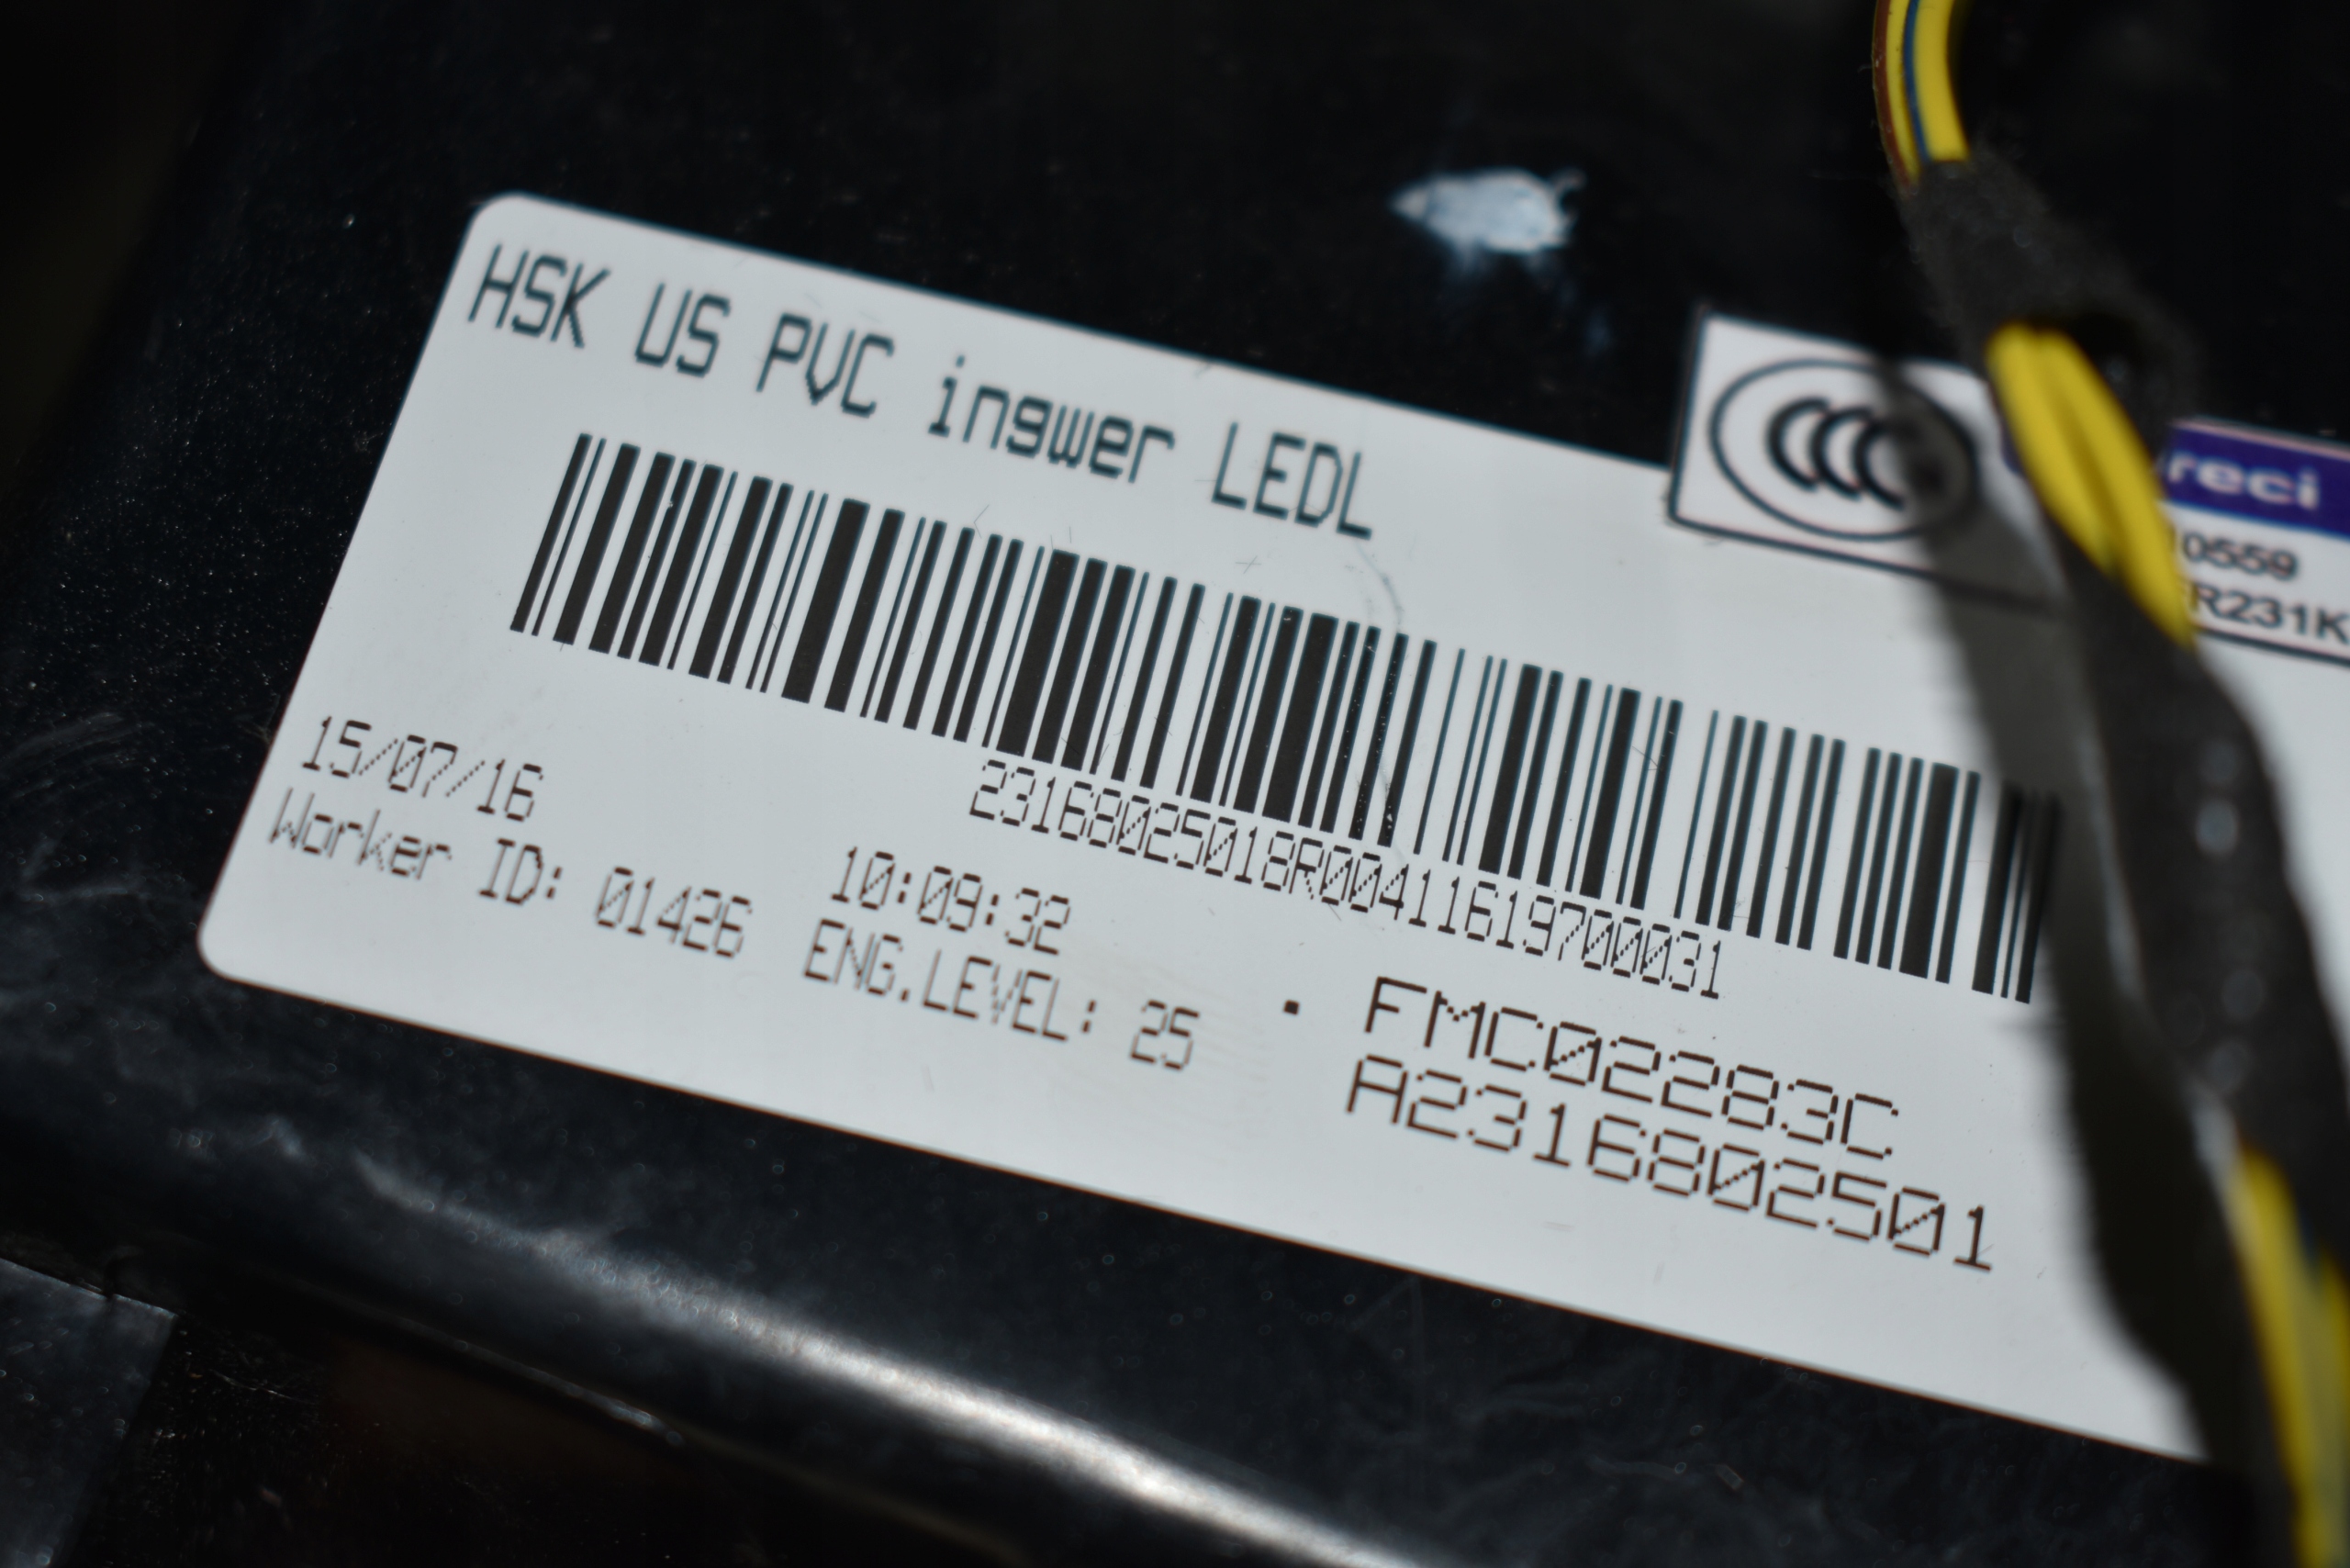 HSK US PVC ingwer LEDL
CCC
reci
0559
R231K
23168025018R00411619700031
15/07/16
10:09:32
Worker ID: 01426
ENG.LEVEL: 25
FMC02283C
A2316802501